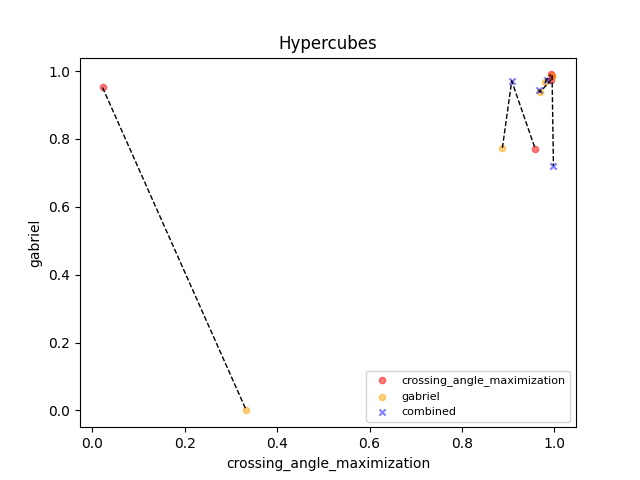 Hypercubes
1.0
0.8
0.6
0.4
0.2
0.0
gabriel
0.0 0.2 0.4 0.6 0.8 1.0
crossing_angle_maximization
crossing_angle_maximization
gabriel
combined